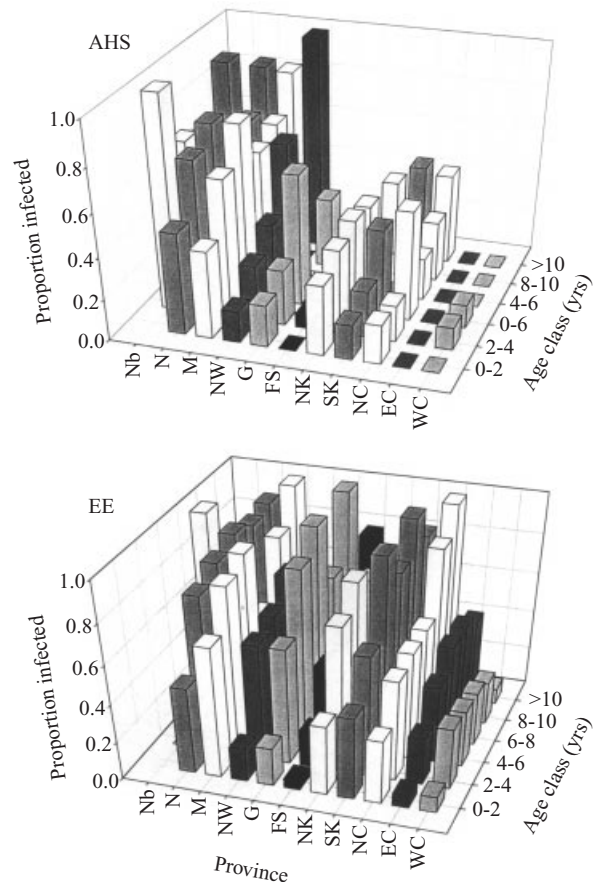 AHS
1.0
0.8
0.6
0.4
0.2
0.0
Proportion infected
Nb
N
M
NW
G
FS
NK
SK
NC
EC
WC
>10
8-10
4-6
0-6
2-4
0-2
Age class (yrs)
EE
1.0
0.8
0.6
0.4
0.2
0.0
Proportion infected
Nb
N
M
NW
G
FS
NK
SK
NC
EC
WC
Province
>10
8-10
6-8
4-6
2-4
0-2
Age class (yrs)